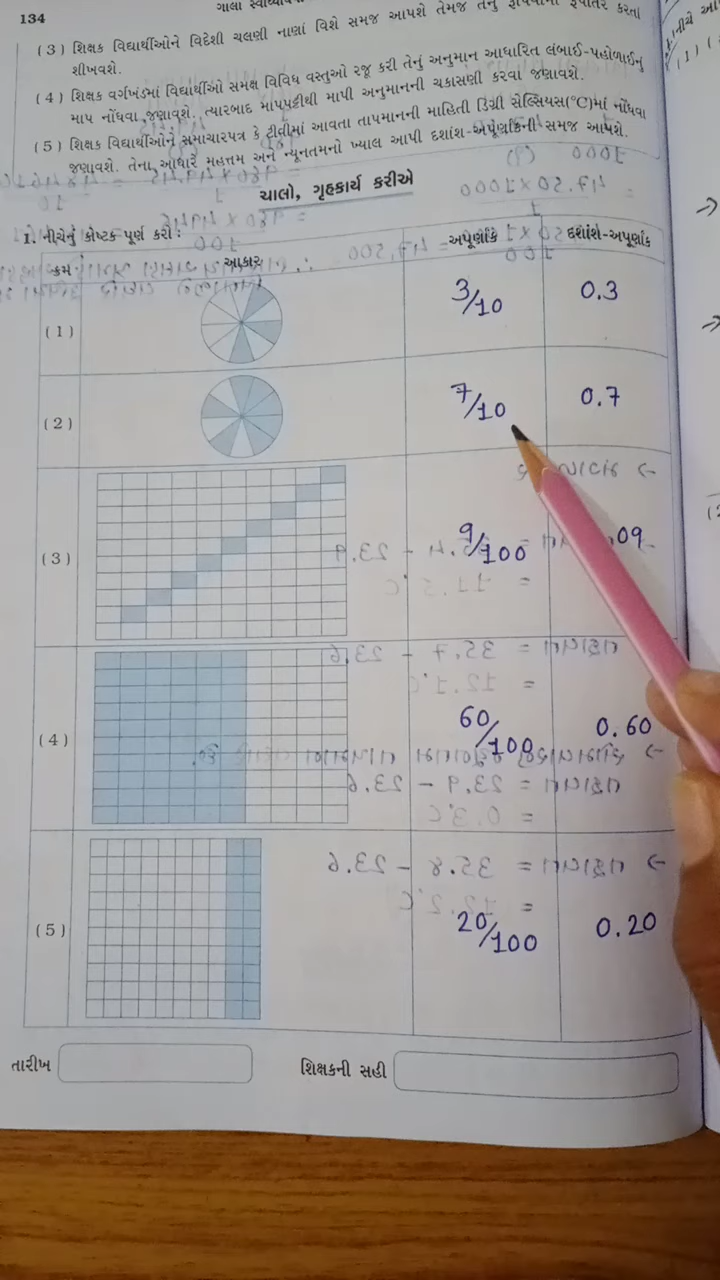 134
(3) શિક્ષક વિદ્યાર્થીઓને વિદેશી ચલણી નાણાં વિશે સમજ આપશે તેમજ તેનું રૂપિયામાં રૂપાંતર કરતા
શીખવશે.
(4) શિક્ષક વર્ગખંડમાં વિદ્યાર્થીઓ સમક્ષ વિવિધ વસ્તુઓ રજૂ કરી તેનું અનુમાન આધારિત લંબાઈ-પહોળાઈનું
માપ નોંધવા જણાવશે. ત્યારબાદ માપપટ્ટીથી માપી અનુમાનની ચકાસણી કરવા જણાવશે.
(5) શિક્ષક વિદ્યાર્થીઓને સમાચારપત્ર કે ટીવીમાં આવતા તાપમાનની માહિતી ડિગ્રી સેલ્સિયસ(°C)માં નોંધવા
જણાવશે. તેના આધારે મહત્તમ અને ન્યૂનતમનો ખ્યાલ આપી દશાંશ-અપૂર્ણાંકની સમજ આપશે.
ચાલો, ગૃહકાર્ય કરીએ
1. નીચેનું કોષ્ટક પૂર્ણ કરો :
ક્રમ આકાર અપૂર્ણાંક દશાંશ-અપૂર્ણાંક
(1) 3/10 0.3
(2) 7/10 0.7
(3) 9/100 .09
(4) 60/100 0.60
(5) 20/100 0.20
તારીખ શિક્ષકની સહી